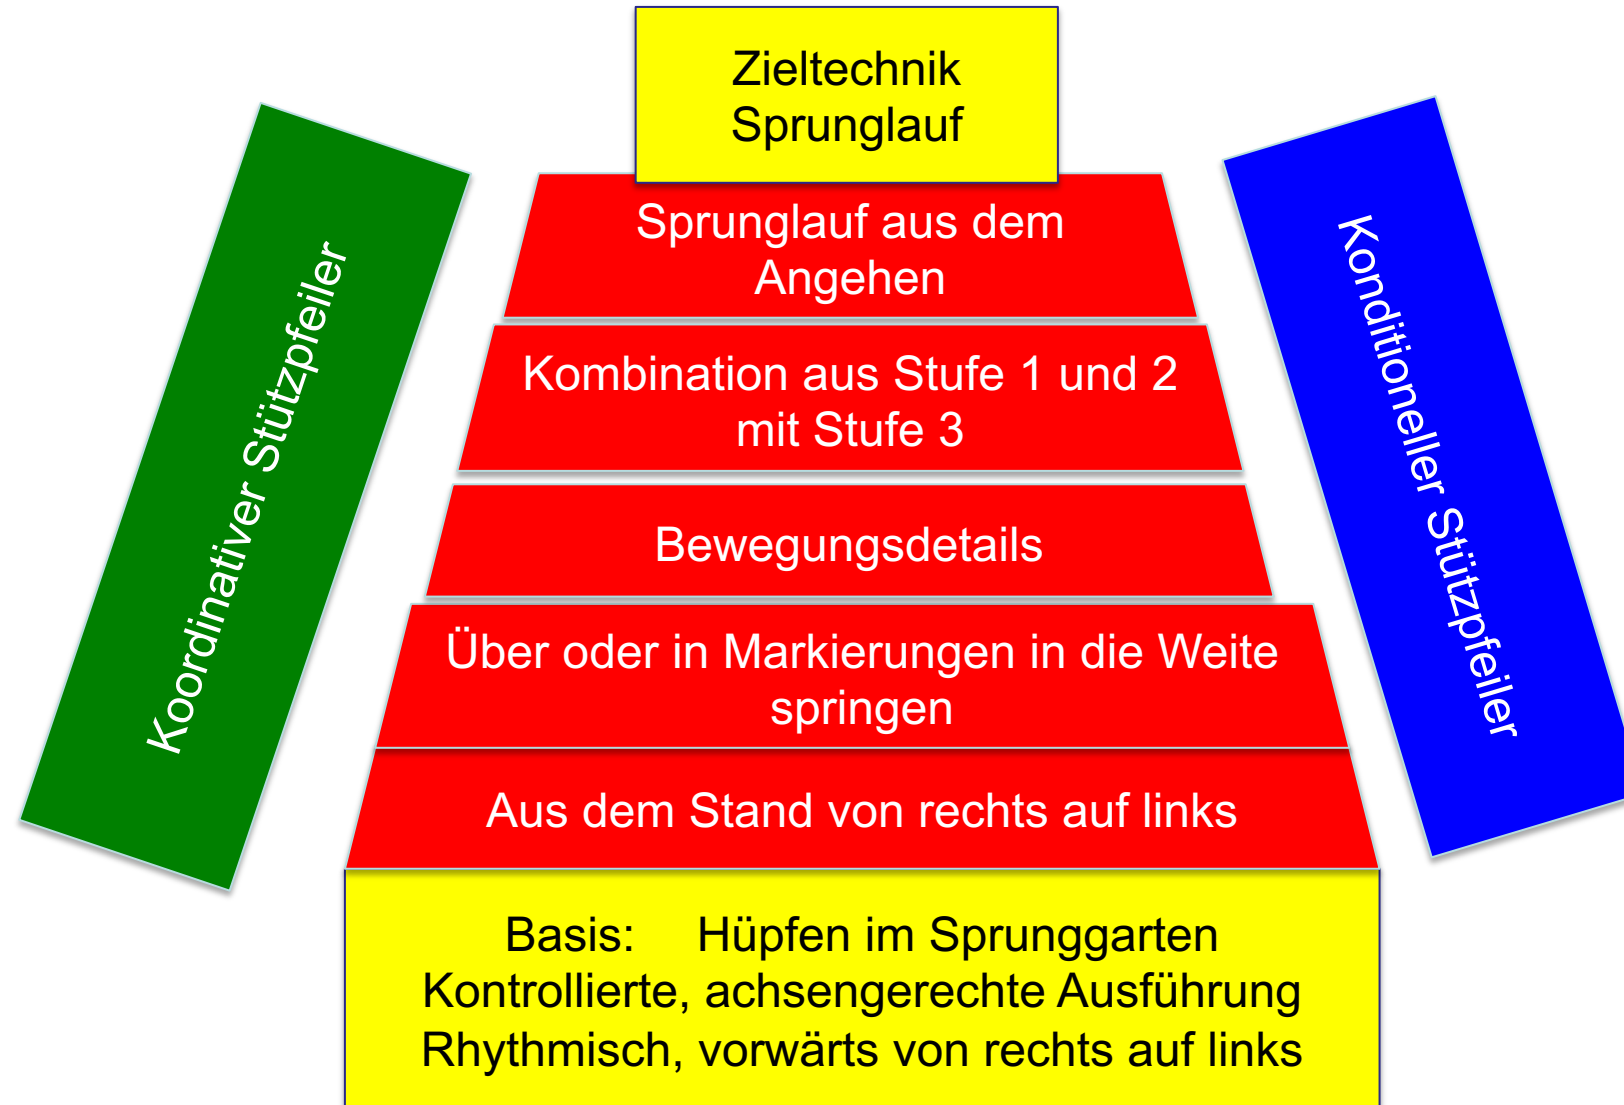 Zieltechnik
Sprunglauf
Koordinativer Stützpfeiler
Konditioneller Stützpfeiler
Sprunglauf aus dem
Angehen
Kombination aus Stufe 1 und 2
mit Stufe 3
Bewegungsdetails
Über oder in Markierungen in die Weite
springen
Aus dem Stand von rechts auf links
Basis: Hüpfen im Sprunggarten
Kontrollierte, achsengerechte Ausführung
Rhythmisch, vorwärts von rechts auf links